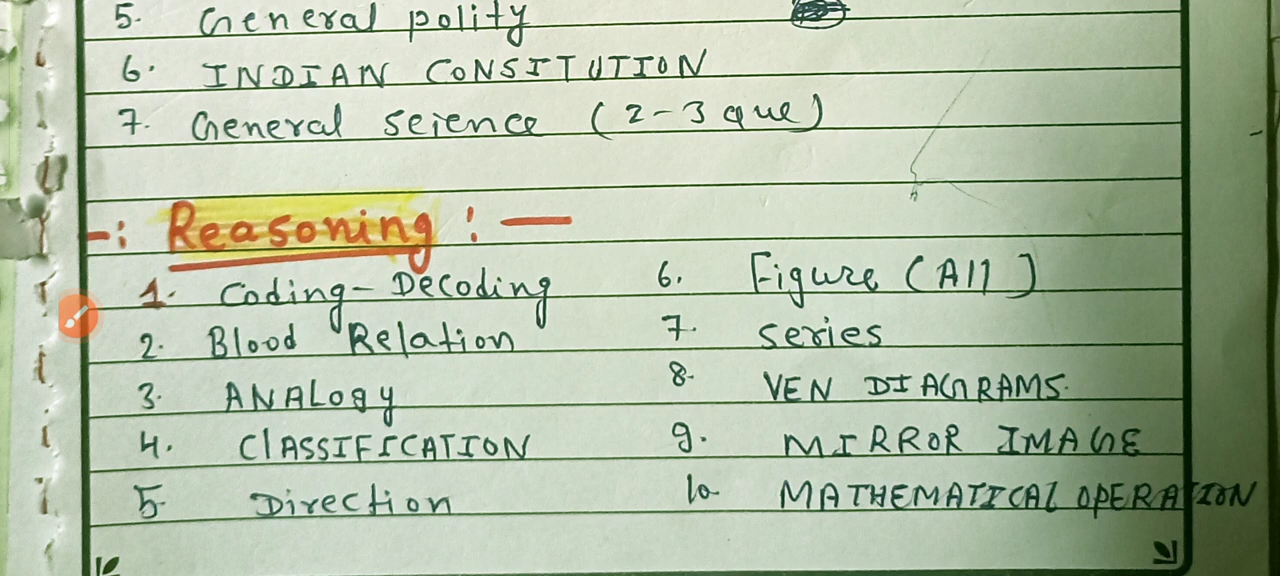 5. General polity
6. INDIAN CONSITUTION
7. General science (2-3 que)
-: Reasoning : —
1. Coding-Decoding
2. Blood Relation
3. ANALogy
4. ClASSIFICATION
5. Direction
6. Figure (All)
7. series
8. VEN DIAGRAMS.
9. MIRROR IMAGE
10 MATHEMATICAL OPERATION